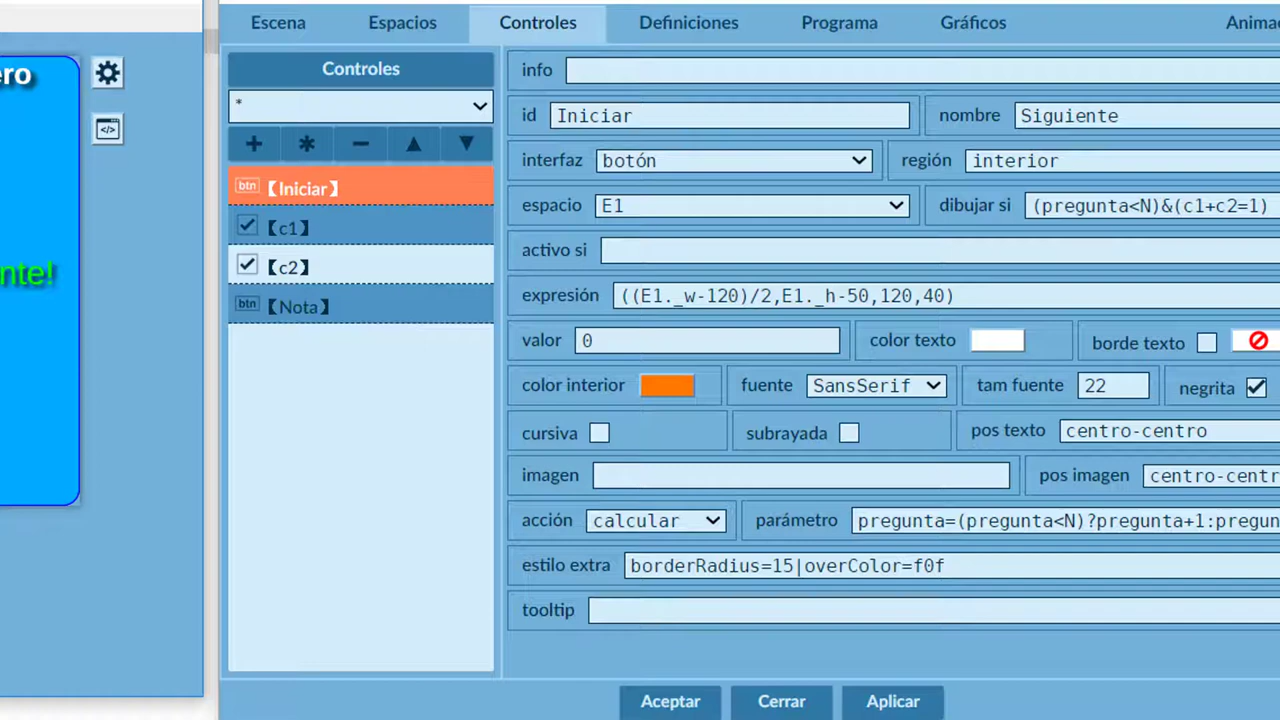 Escena Espacios Controles Definiciones Programa Gráficos
ero
nte!
</>
Controles
*
btn 【Iniciar】
【c1】
【c2】
btn 【Nota】
info
id Iniciar nombre Siguiente
interfaz botón región interior
espacio E1 dibujar si (pregunta<N)&(c1+c2=1)
activo si
expresión ((E1._w-120)/2,E1._h-50,120,40)
valor 0 color texto borde texto
color interior fuente SansSerif tam fuente 22 negrita
cursiva subrayada pos texto centro-centro
imagen pos imagen centro-centr
acción calcular parámetro pregunta=(pregunta<N)?pregunta+1:pregun
estilo extra borderRadius=15|overColor=f0f
tooltip
Aceptar Cerrar Aplicar